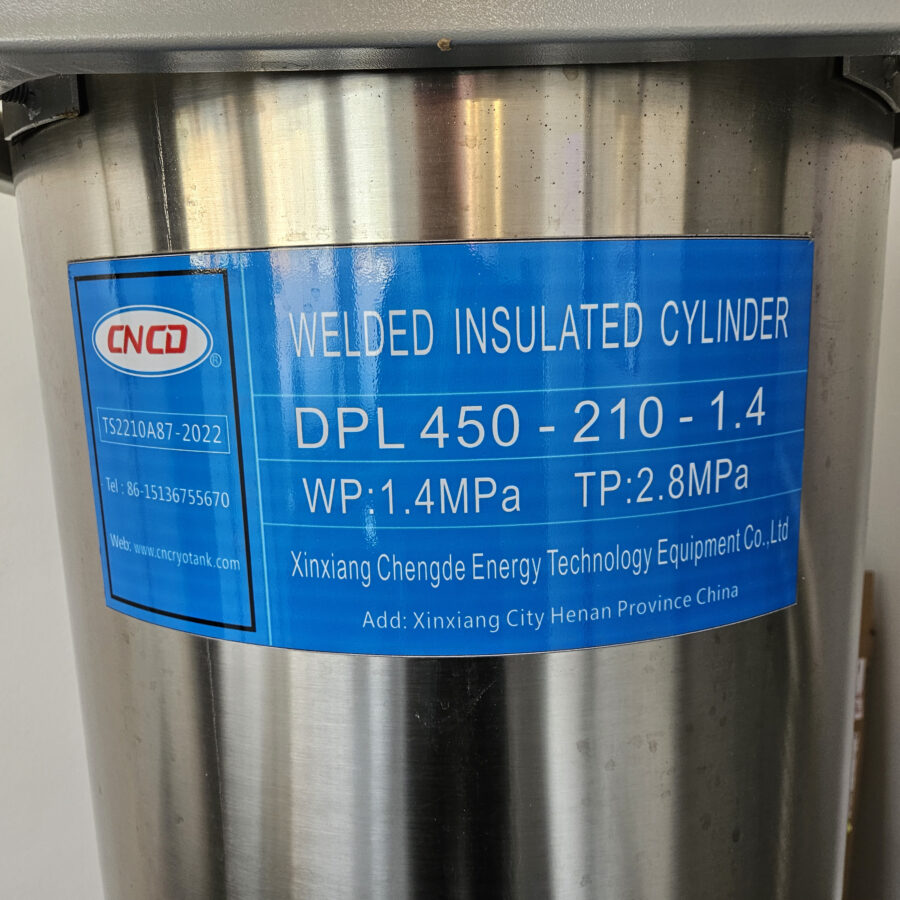 CNCD®
TS2210A87-2022
Tel : 86-15136755670
Web: www.cncryotank.com
WELDED INSULATED CYLINDER
DPL 450 - 210 - 1.4
WP:1.4MPa TP:2.8MPa
Xinxiang Chengde Energy Technology Equipment Co.,Ltd
Add: Xinxiang City Henan Province China